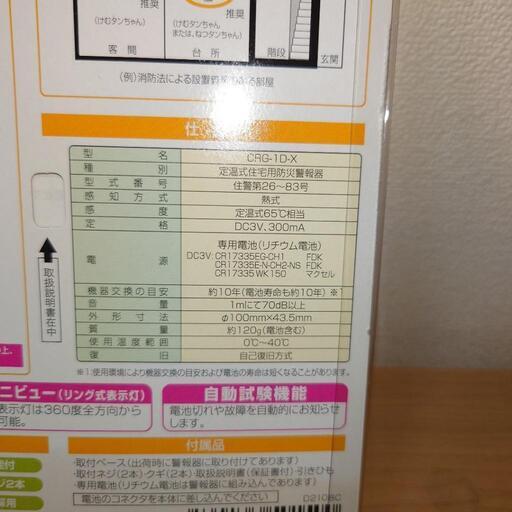 推奨
(けむタンちゃん)
推奨
(けむタンちゃん
または、ねつタンちゃん)
客間
台所
階段
玄関
(例)消防法による設置
部屋
仕
型名 CRG-1D-X
種別 定温式住宅用防災警報器
型式番号 住警第26~83号
感知方式 熱式
感度 定温式65℃相当
定格 DC3V、300mA
電源 専用電池(リチウム電池)
DC3V:CR17335EG-CH1 FDK
CR17335E-N-CH2-NS FDK
CR17335WK150 マクセル
機器交換の目安 約10年(電池寿命も約10年) ※1
音量 1mにて70dB以上
外形寸法 φ100mm×43.5mm
質量 約120g(電池含む)
使用温度範囲 0℃~40℃
復旧 自己復旧方式
※1:使用環境により機器交換の目安および電池の寿命は短くなることがあります。
取扱説明書在中
ニビュー(リング式表示灯)
表示灯は360度全方向から
可能。
自動試験機能
電池切れや故障を自動的にお知らせ
します。
付属品
・取付ベース(出荷時に警報器に取り付けてあります)
・取付ネジ(2本)・クギ(2本)・取扱説明書(保証書付)・引きひも
・専用電池(リチウム電池は警報器に組み込んであります)
電池のコネクタを本体に差し込んでください
D2108C
付
ジ2本
用
上、